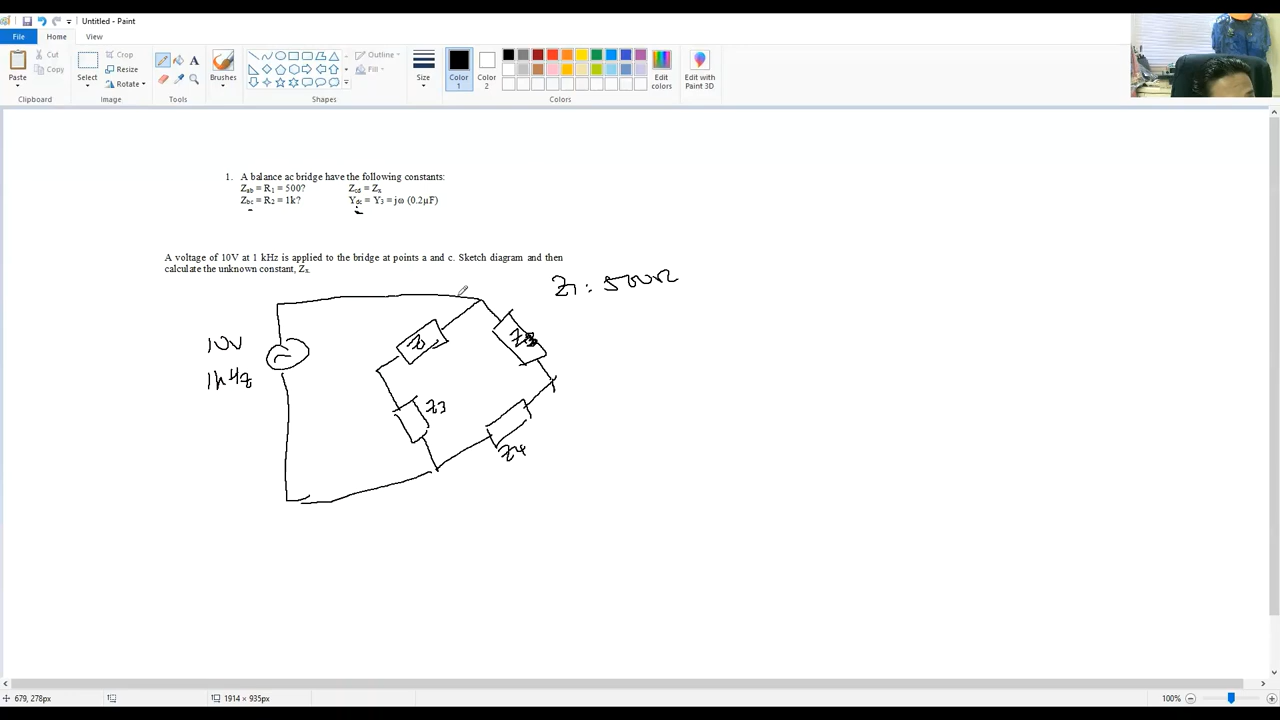 Untitled - Paint
File Home View
Cut
Copy
Paste
Clipboard
Crop
Resize
Rotate
Select
Image
Tools
Brushes
Shapes
Outline
Fill
Size
Color 1
Color 2
Edit colors
Colors
Edit with Paint 3D
1. A balance ac bridge have the following constants:
Zab = R1 = 500? Zcd = Zx
Zbc = R2 = 1k? Ydc = Y3 = jω (0.2μF)
A voltage of 10V at 1 kHz is applied to the bridge at points a and c. Sketch diagram and then
calculate the unknown constant, Zx.
Z1 : 500Ω
10V
1kHz
Z3
Z4
679, 278px
1914 × 935px
100%